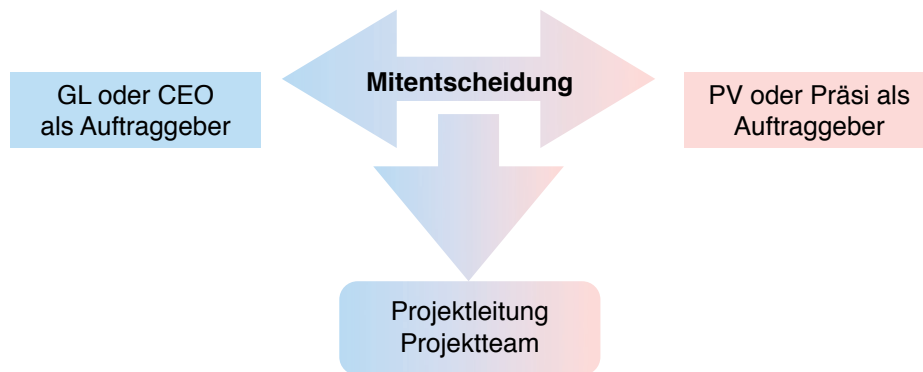 GL oder CEO
als Auftraggeber
Mitentscheidung
PV oder Präsi als
Auftraggeber
Projektleitung
Projektteam